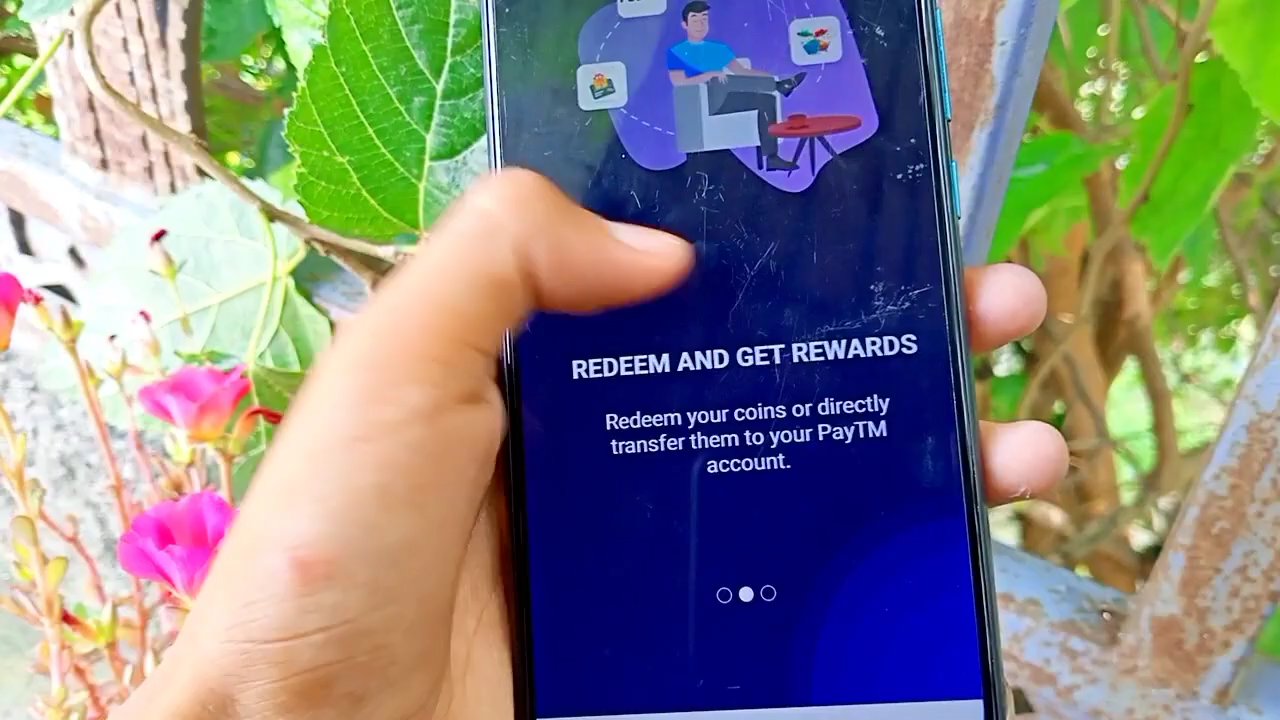 REDEEM AND GET REWARDS
Redeem your coins or directly
transfer them to your PayTM
account.